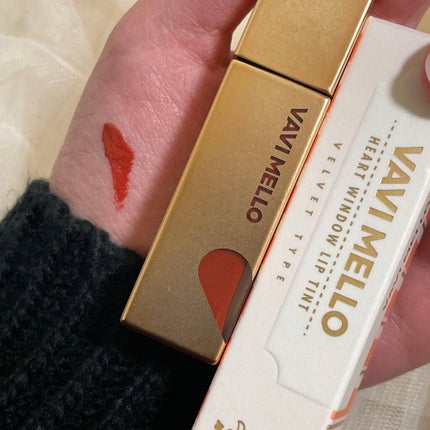 VAVI MELLO
VAVI MELLO
HEART WINDOW LIP TINT
VELVET TYPE